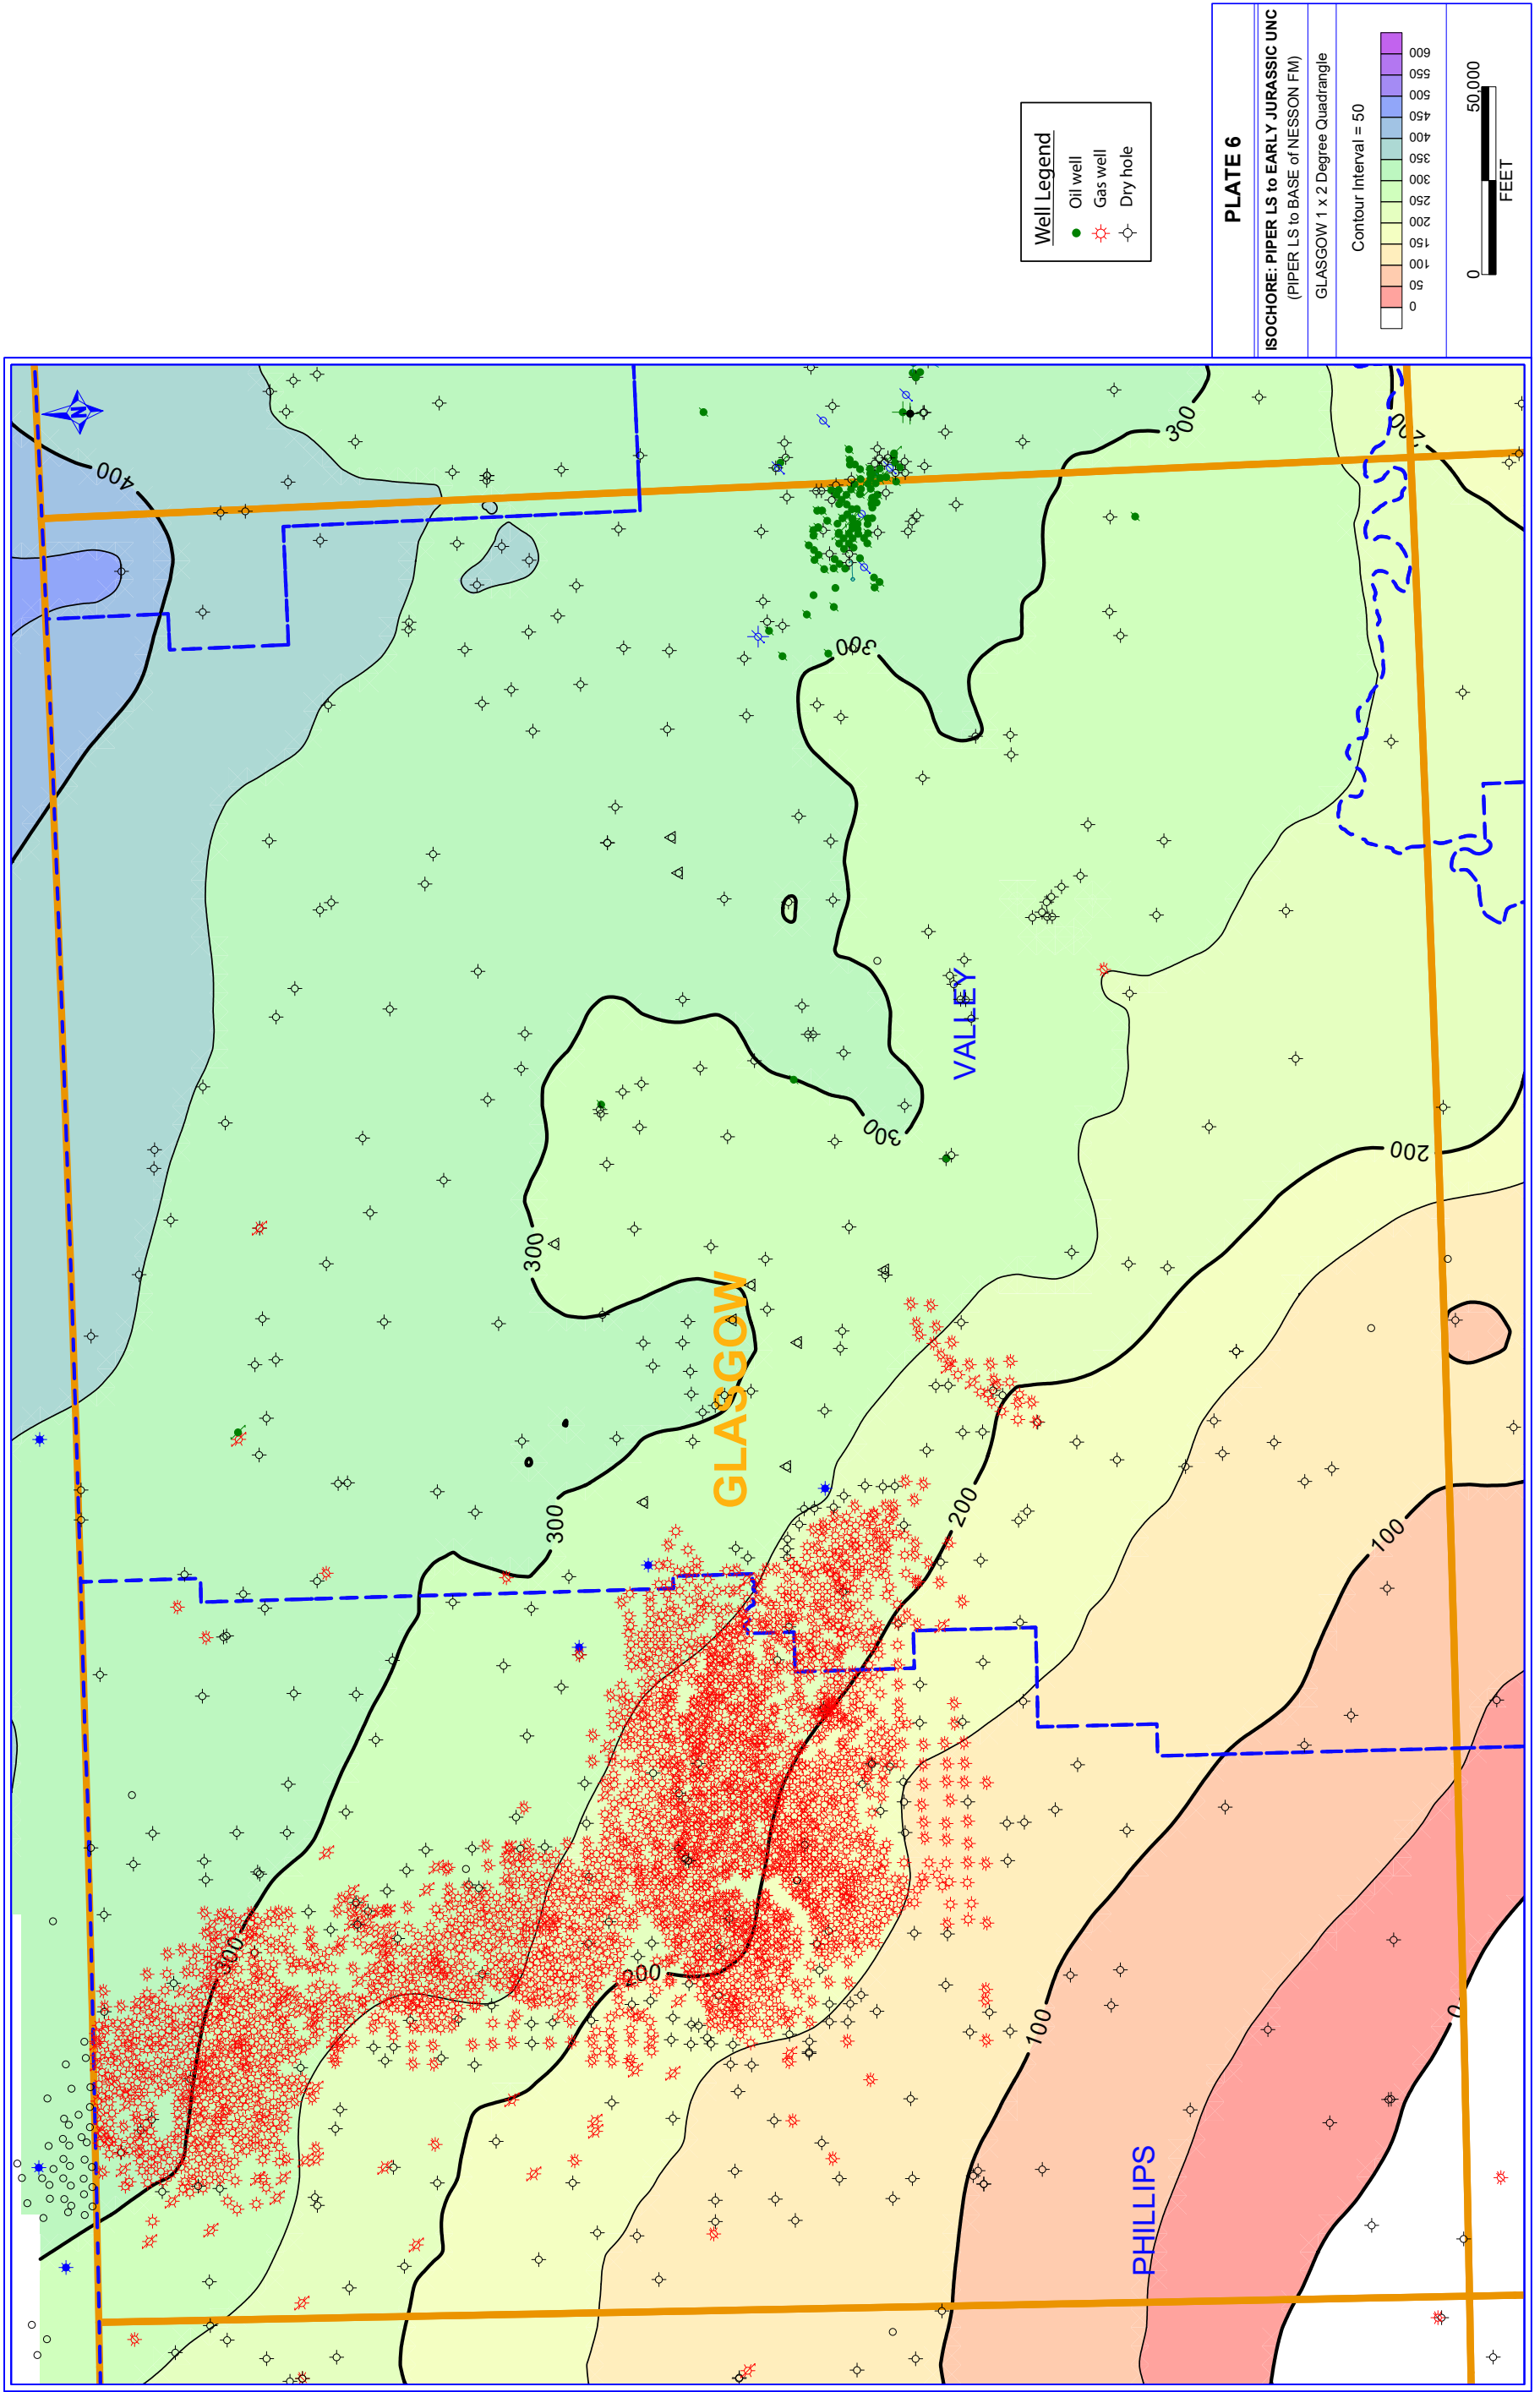 PLATE 6
ISOCHORE: PIPER LS to EARLY JURASSIC UNC
(PIPER LS to BASE of NESSON FM)
GLASGOW 1 x 2 Degree Quadrangle
Contour Interval = 50
0
50
100
150
200
250
300
350
400
450
500
550
600
0 50,000
FEET
Well Legend
Oil well
Gas well
Dry hole
N
400
300
300
200
300
300
200
300
200
100
300
200
100
0
VALLEY
GLASGOW
PHILLIPS